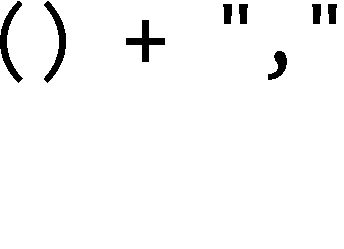 () + ","